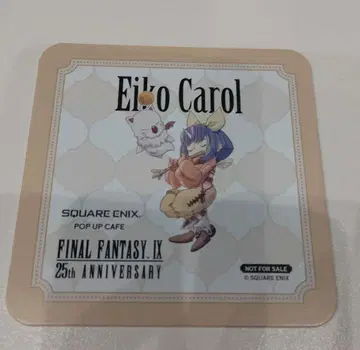 Eiko Carol
SQUARE ENIX.
POP UP CAFE
FINAL FANTASY IX
25th ANNIVERSARY
NOT FOR SALE
© SQUARE ENIX